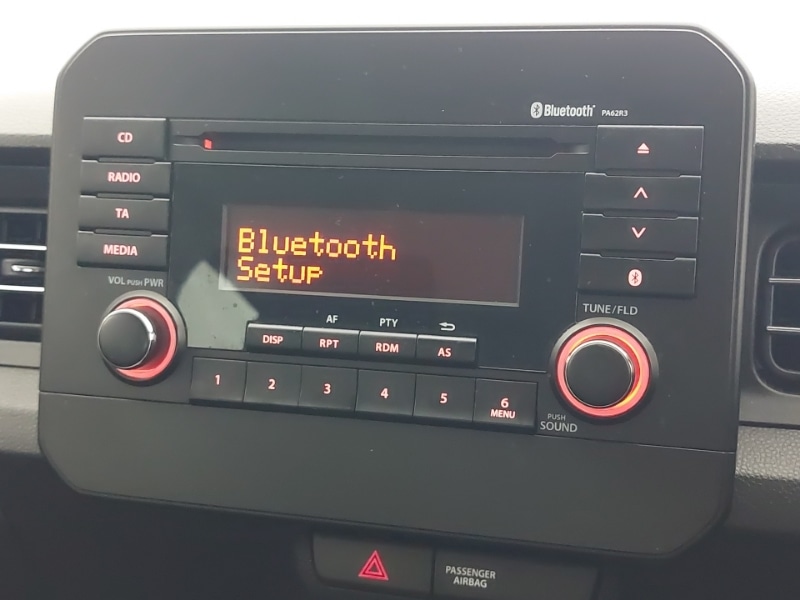 Bluetooth PA62R3
CD
RADIO
TA
MEDIA
VOL PUSH PWR
Bluetooth
Setup
AF PTY
DISP RPT RDM AS
1 2 3 4 5 6
MENU
TUNE/FLD
PUSH
SOUND
PASSENGER
AIRBAG